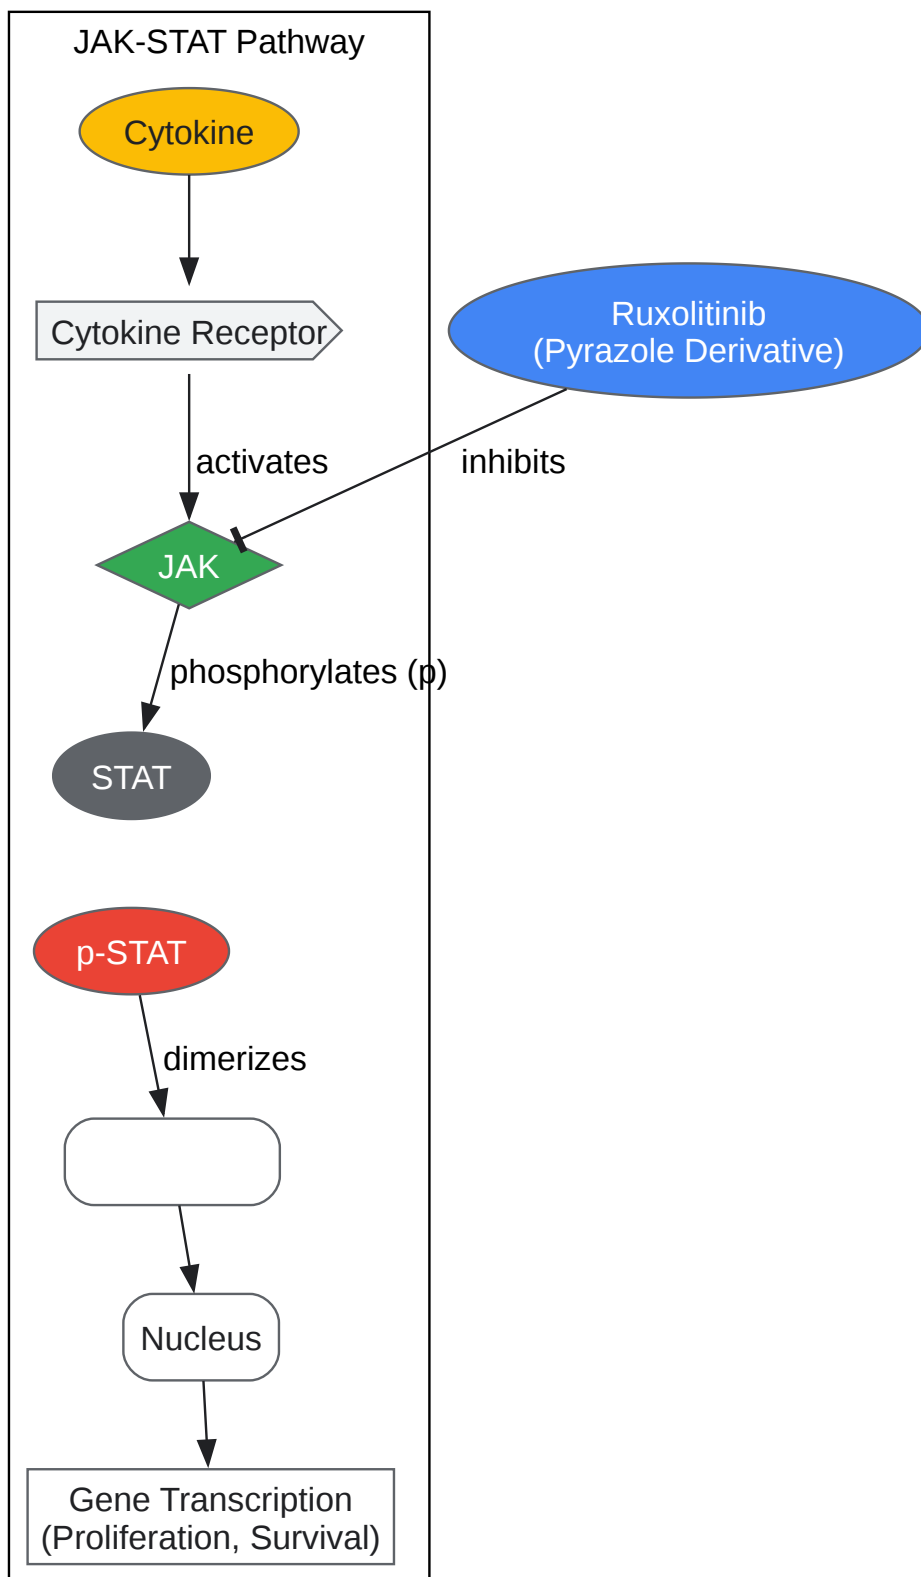 JAK-STAT Pathway
Cytokine
Cytokine Receptor
Ruxolitinib
(Pyrazole Derivative)
activates
inhibits
JAK
phosphorylates (p)
STAT
p-STAT
dimerizes
Nucleus
Gene Transcription
(Proliferation, Survival)